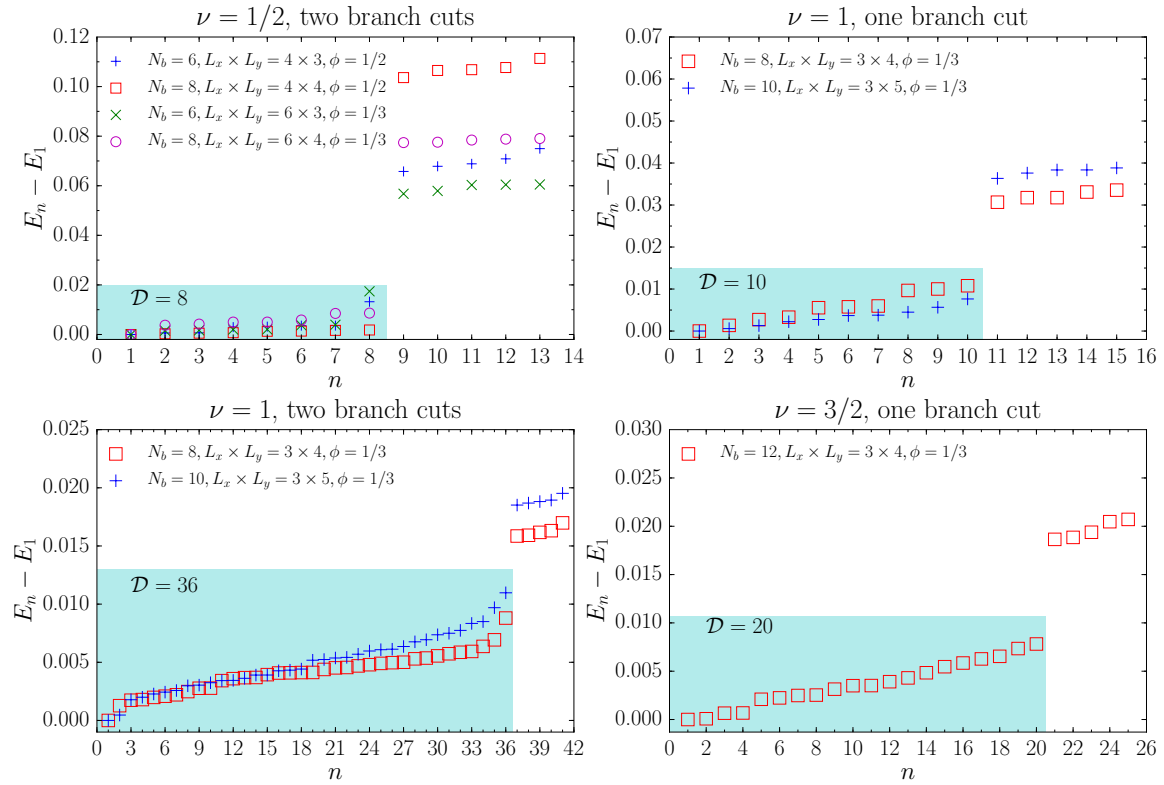 ν = 1/2, two branch cuts
0.12
0.10
0.08
0.06
0.04
0.02
0.00
E_n − E_1
N_b = 6, L_x × L_y = 4 × 3, ϕ = 1/2
N_b = 8, L_x × L_y = 4 × 4, ϕ = 1/2
N_b = 6, L_x × L_y = 6 × 3, ϕ = 1/3
N_b = 8, L_x × L_y = 6 × 4, ϕ = 1/3
𝒟 = 8
0 1 2 3 4 5 6 7 8 9 10 11 12 13 14
n
ν = 1, one branch cut
0.07
0.06
0.05
0.04
0.03
0.02
0.01
0.00
E_n − E_1
N_b = 8, L_x × L_y = 3 × 4, ϕ = 1/3
N_b = 10, L_x × L_y = 3 × 5, ϕ = 1/3
𝒟 = 10
0 1 2 3 4 5 6 7 8 9 10 11 12 13 14 15 16
n
ν = 1, two branch cuts
0.025
0.020
0.015
0.010
0.005
0.000
E_n − E_1
N_b = 8, L_x × L_y = 3 × 4, ϕ = 1/3
N_b = 10, L_x × L_y = 3 × 5, ϕ = 1/3
𝒟 = 36
0 3 6 9 12 15 18 21 24 27 30 33 36 39 42
n
ν = 3/2, one branch cut
0.030
0.025
0.020
0.015
0.010
0.005
0.000
E_n − E_1
N_b = 12, L_x × L_y = 3 × 4, ϕ = 1/3
𝒟 = 20
0 2 4 6 8 10 12 14 16 18 20 22 24 26
n